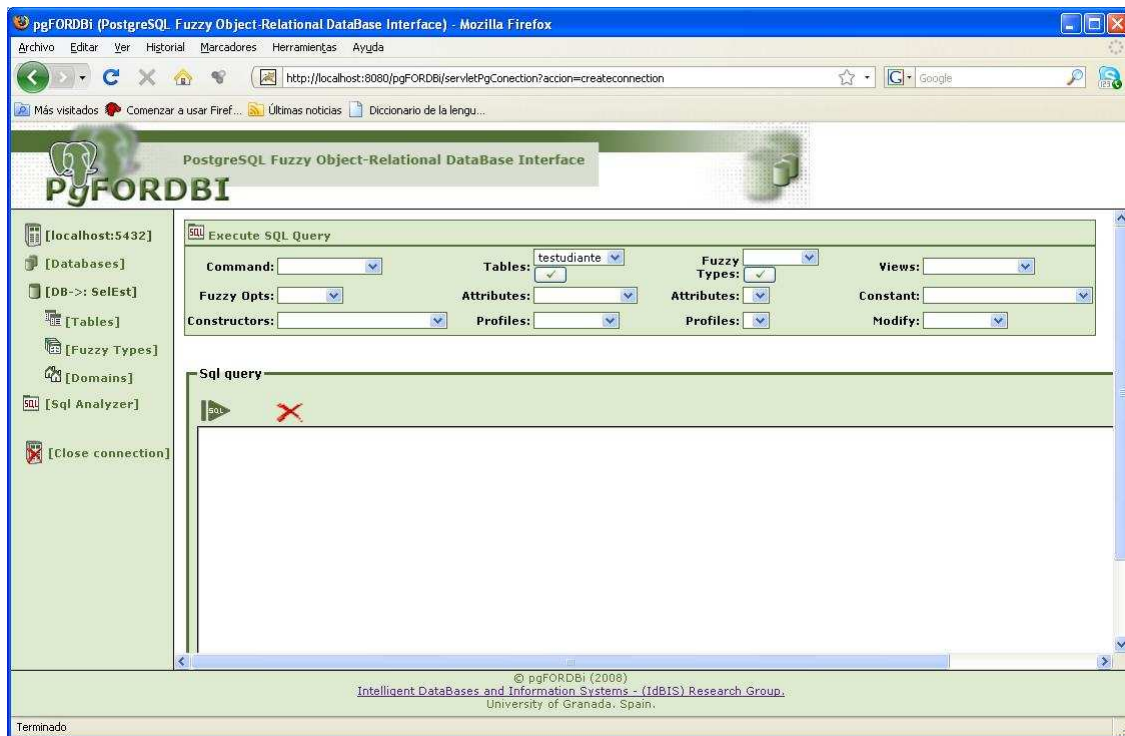 pgFORDBi (PostgreSQL Fuzzy Object-Relational DataBase Interface) - Mozilla Firefox
Archivo Editar Ver Historial Marcadores Herramientas Ayuda
http://localhost:8080/pgFORDBi/servletPgConection?accion=createconnection
G Google
Más visitados Comenzar a usar Firef... Últimas noticias Diccionario de la lengu...
PostgreSQL Fuzzy Object-Relational DataBase Interface
PgFORDBI
[localhost:5432]
[Databases]
[DB->: SelEst]
[Tables]
[Fuzzy Types]
[Domains]
SQL [Sql Analyzer]
[Close connection]
SQL Execute SQL Query
Command: Tables: testudiante Fuzzy Types: Views:
Fuzzy Opts: Attributes: Attributes: Constant:
Constructors: Profiles: Profiles: Modify:
Sql query
SQL
© pgFORDBi (2008)
Intelligent DataBases and Information Systems - (IdBIS) Research Group.
University of Granada. Spain.
Terminado